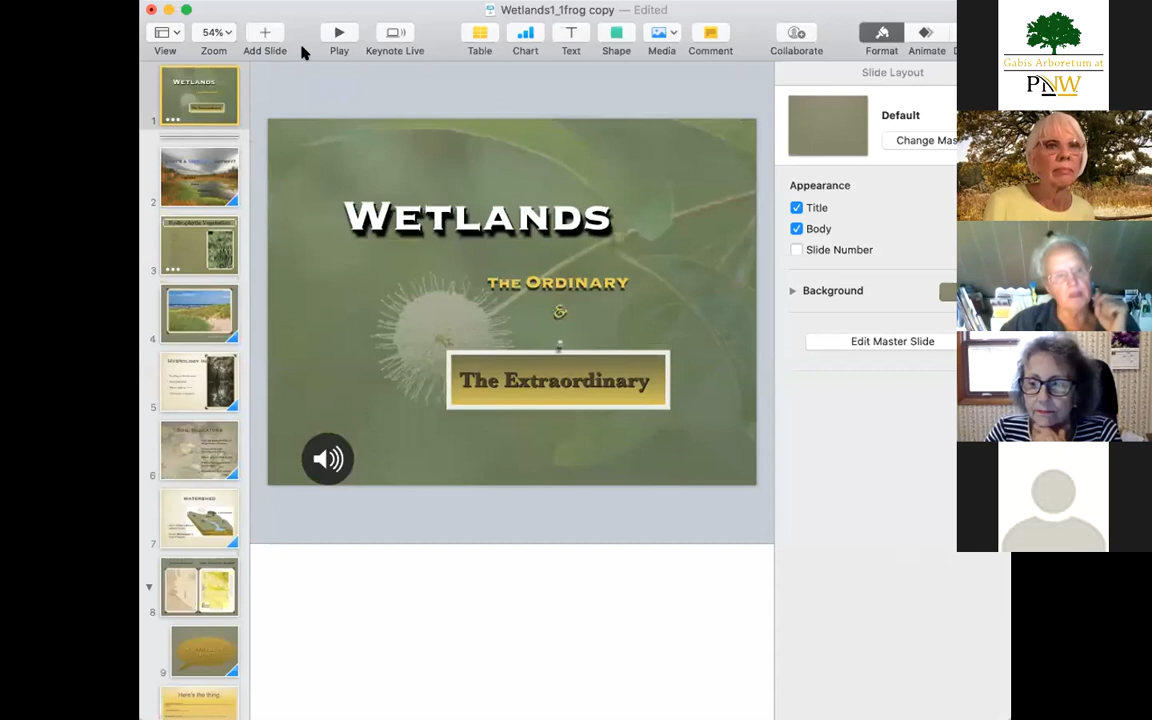 Wetlands1_1frog copy — Edited
54%
View
Zoom
Add Slide
Play
Keynote Live
Table
Chart
Text
Shape
Media
Comment
Collaborate
Format
Animate
Slide Layout
Default
Change Mas
Appearance
Title
Body
Slide Number
Background
Edit Master Slide
WETLANDS
THE ORDINARY
&
The Extraordinary
1
WETLANDS
2
3
4
5
6
7
WATERSHED
8
9
Here's the thing
Gabis Arboretum at
PNW